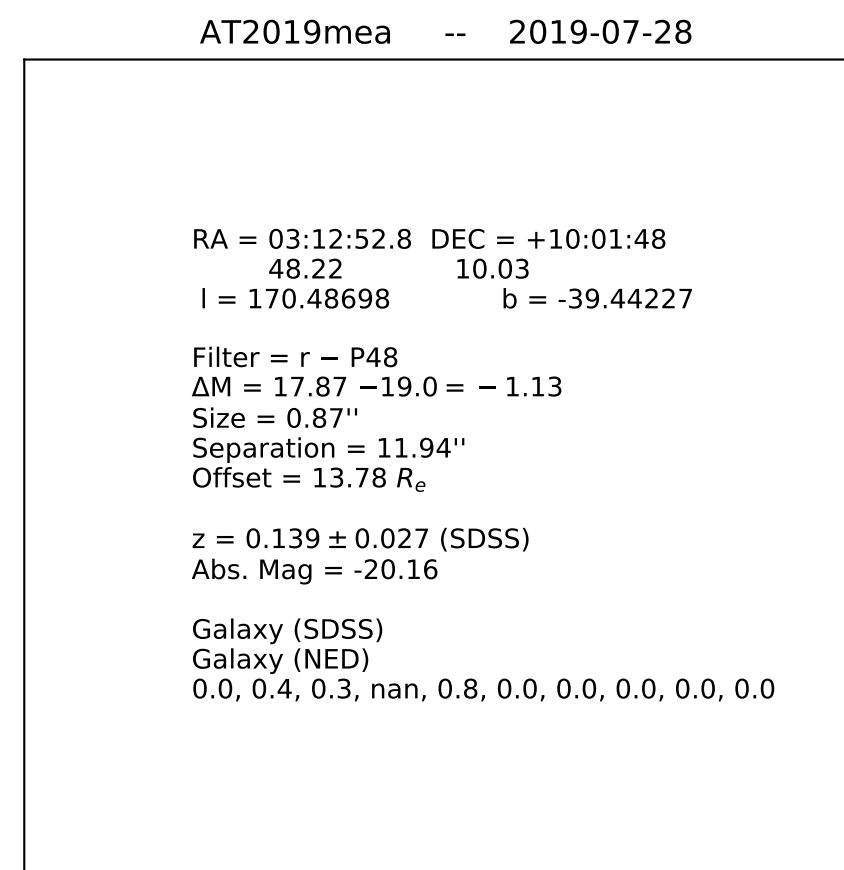 AT2019mea -- 2019-07-28
RA = 03:12:52.8 DEC = +10:01:48
48.22 10.03
l = 170.48698 b = -39.44227
Filter = r − P48
ΔM = 17.87 −19.0 = − 1.13
Size = 0.87''
Separation = 11.94''
Offset = 13.78 Rₑ
z = 0.139 ± 0.027 (SDSS)
Abs. Mag = -20.16
Galaxy (SDSS)
Galaxy (NED)
0.0, 0.4, 0.3, nan, 0.8, 0.0, 0.0, 0.0, 0.0, 0.0